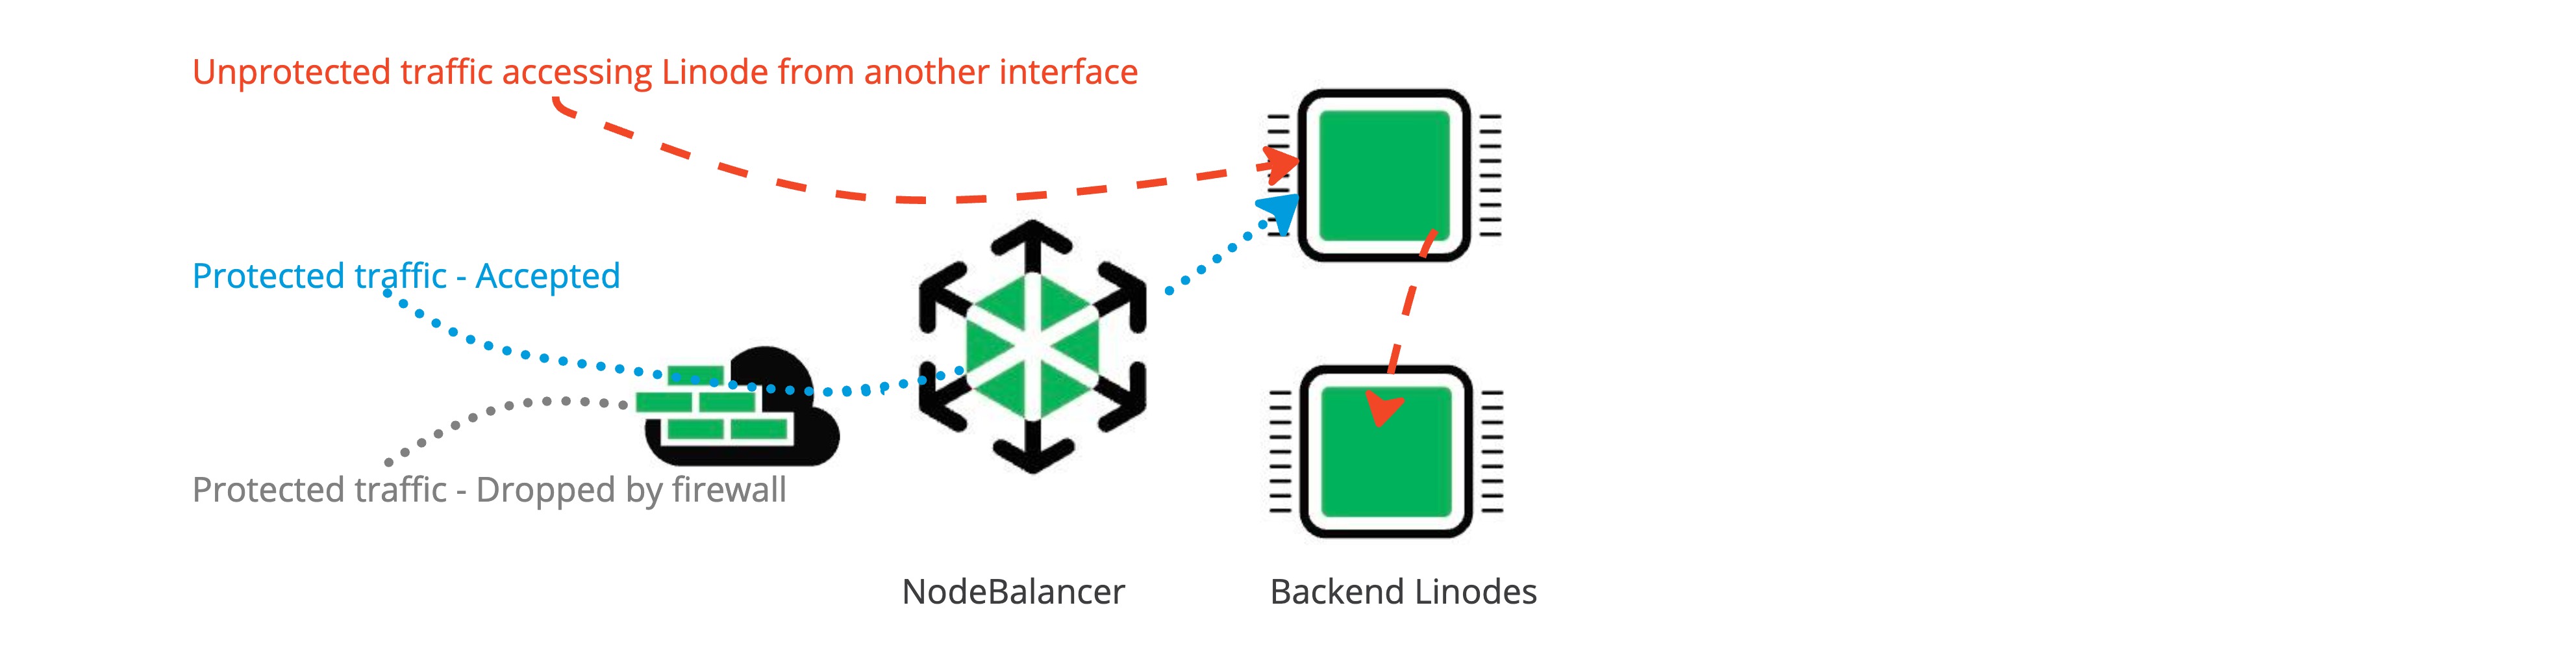 Unprotected traffic accessing Linode from another interface
Protected traffic - Accepted
Protected traffic - Dropped by firewall
NodeBalancer
Backend Linodes